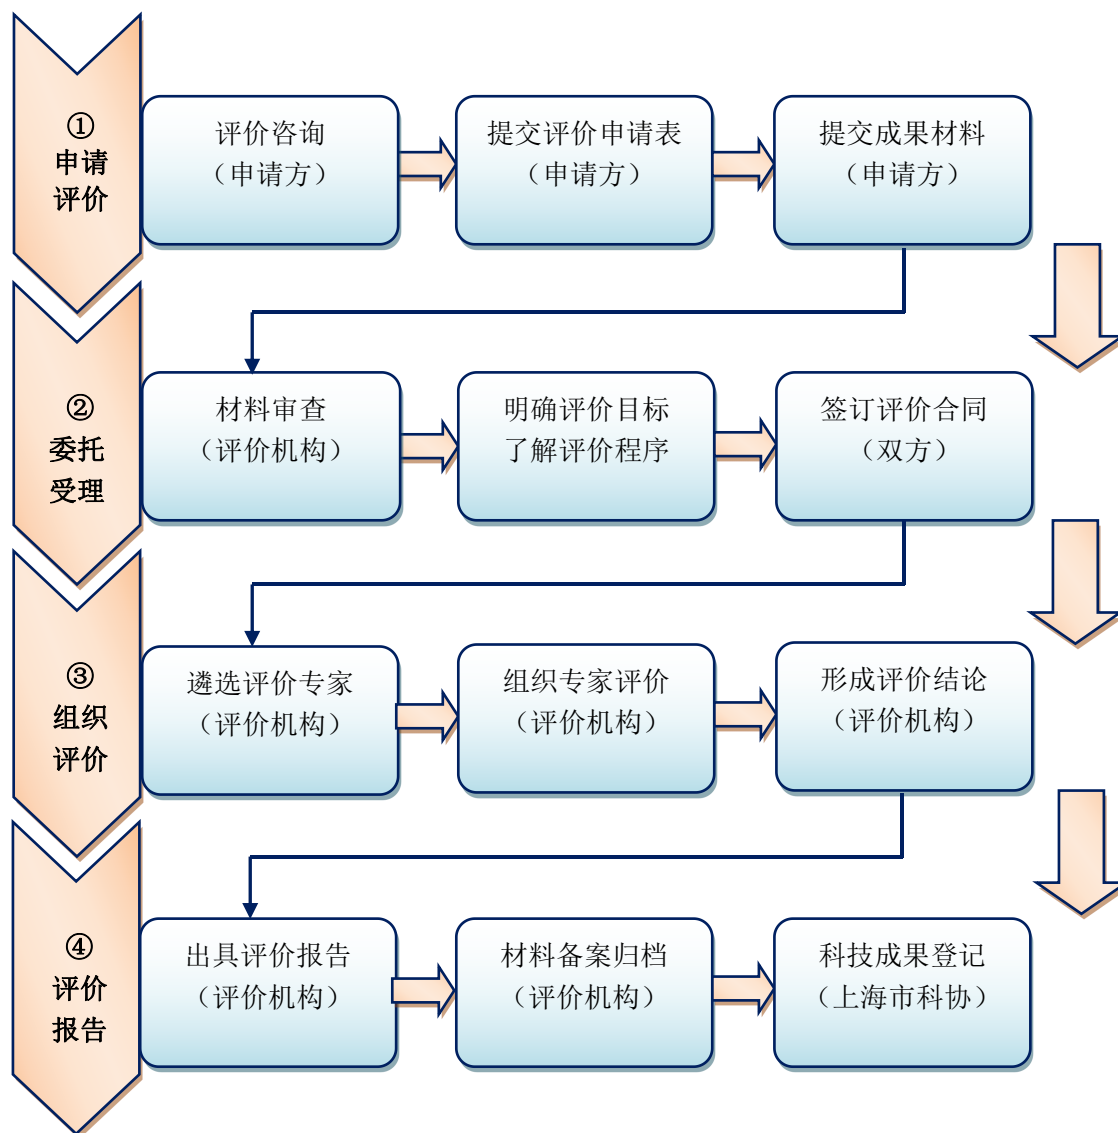 ①
申请
评价
评价咨询
（申请方）
提交评价申请表
（申请方）
提交成果材料
（申请方）
②
委托
受理
材料审查
（评价机构）
明确评价目标
了解评价程序
签订评价合同
（双方）
③
组织
评价
遴选评价专家
（评价机构）
组织专家评价
（评价机构）
形成评价结论
（评价机构）
④
评价
报告
出具评价报告
（评价机构）
材料备案归档
（评价机构）
科技成果登记
（上海市科协）